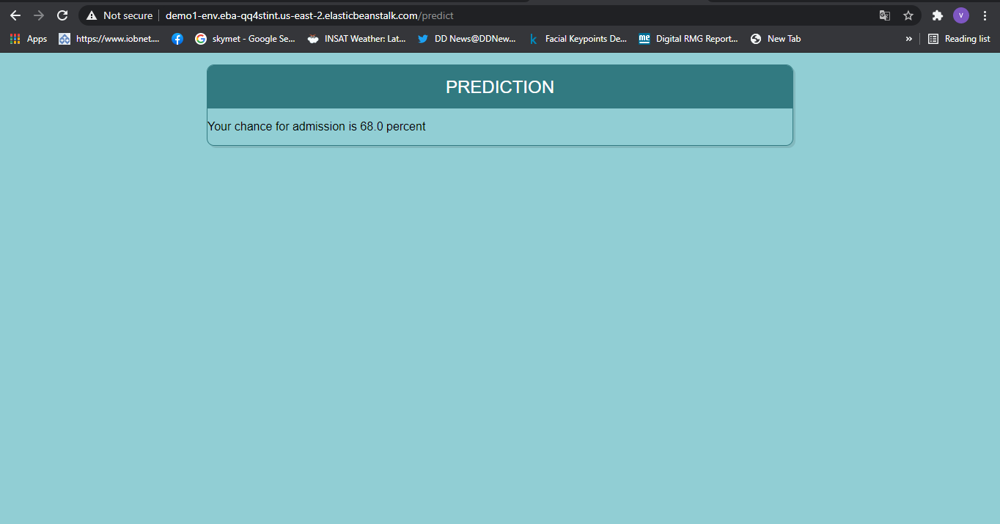 Not secure demo1-env.eba-qq4stint.us-east-2.elasticbeanstalk.com/predict V
Apps https://www.iobnet.... skymet - Google Se... INSAT Weather: Lat... DD News@DDNew... k Facial Keypoints De... me Digital RMG Report... New Tab » Reading list
PREDICTION
Your chance for admission is 68.0 percent